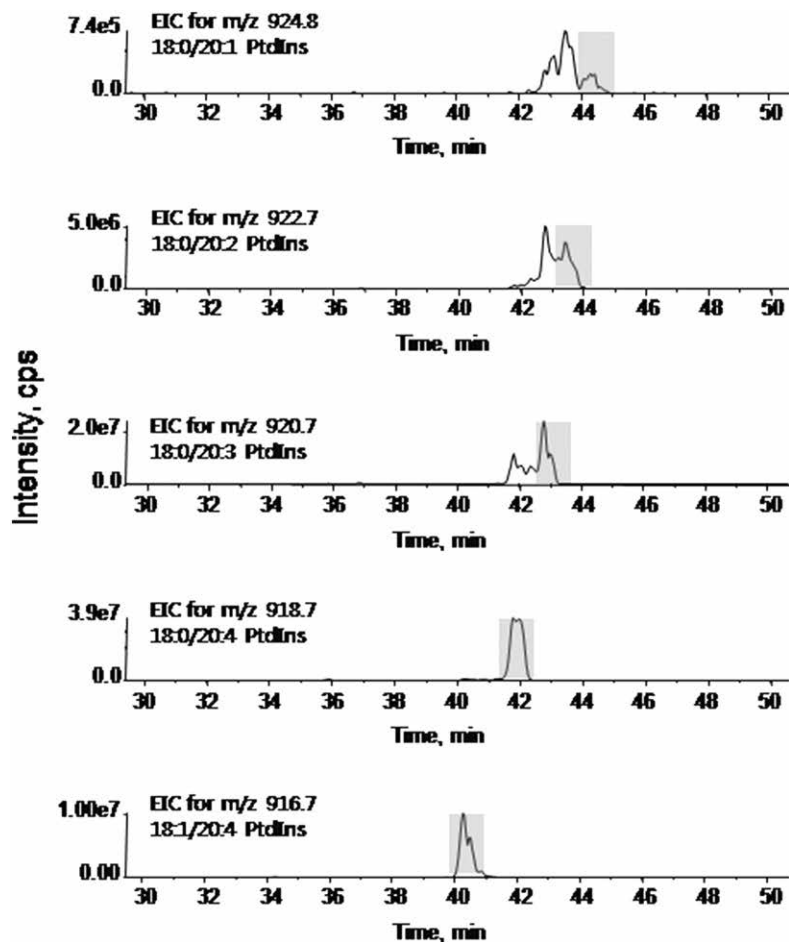 Intensity, cps
7.4e5
EIC for m/z 924.8
18:0/20:1 PtdIns
0.0
30 32 34 36 38 40 42 44 46 48 50
Time, min
5.0e6
EIC for m/z 922.7
18:0/20:2 PtdIns
0.0
30 32 34 36 38 40 42 44 46 48 50
Time, min
2.0e7
EIC for m/z 920.7
18:0/20:3 PtdIns
0.0
30 32 34 36 38 40 42 44 46 48 50
Time, min
3.9e7
EIC for m/z 918.7
18:0/20:4 PtdIns
0.0
30 32 34 36 38 40 42 44 46 48 50
Time, min
1.00e7
EIC for m/z 916.7
18:1/20:4 PtdIns
0.00
30 32 34 36 38 40 42 44 46 48 50
Time, min